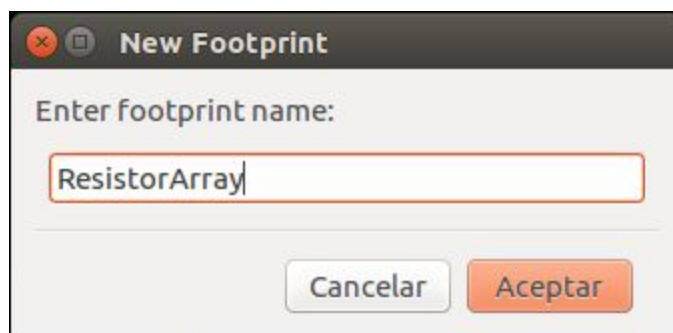 New Footprint
Enter footprint name:
ResistorArray
Cancelar Aceptar